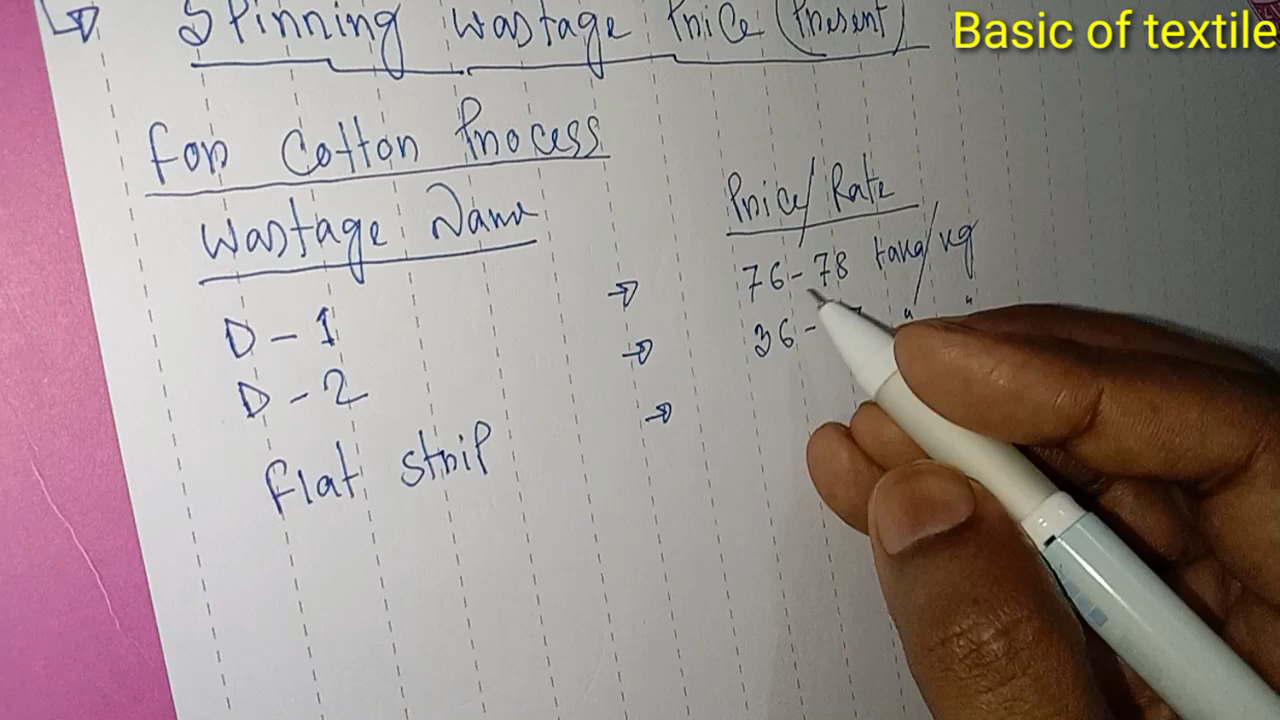 Basic of textile
Spinning Wastage Price (Present)
For Cotton Process
Wastage Name
Price/Rate
D-1 → 76-78 taka/kg
D-2 → 36- " "
Flat strip →